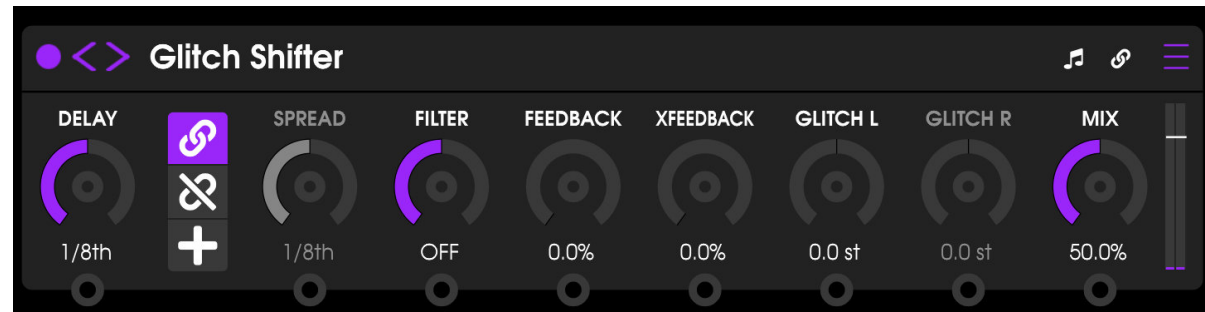 Glitch Shifter
DELAY SPREAD FILTER FEEDBACK XFEEDBACK GLITCH L GLITCH R MIX
1/8th 1/8th OFF 0.0% 0.0% 0.0 st 0.0 st 50.0%